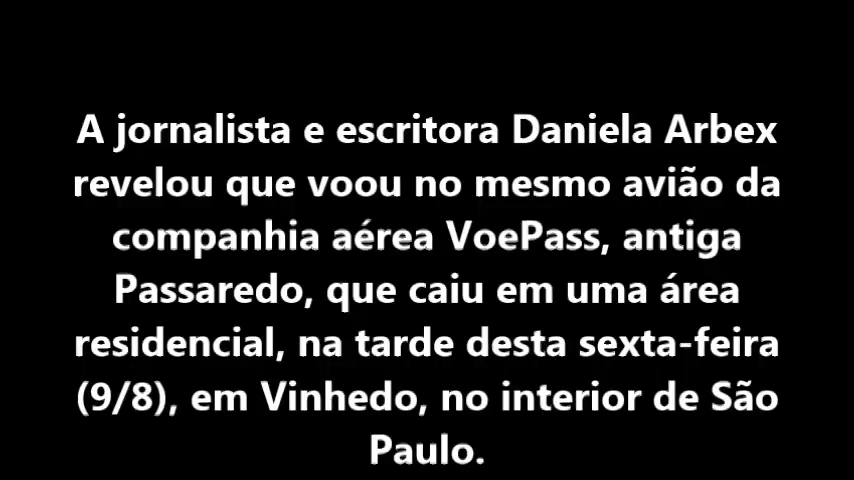 A jornalista e escritora Daniela Arbex
revelou que voou no mesmo avião da
companhia aérea VoePass, antiga
Passaredo, que caiu em uma área
residencial, na tarde desta sexta-feira
(9/8), em Vinhedo, no interior de São
Paulo.